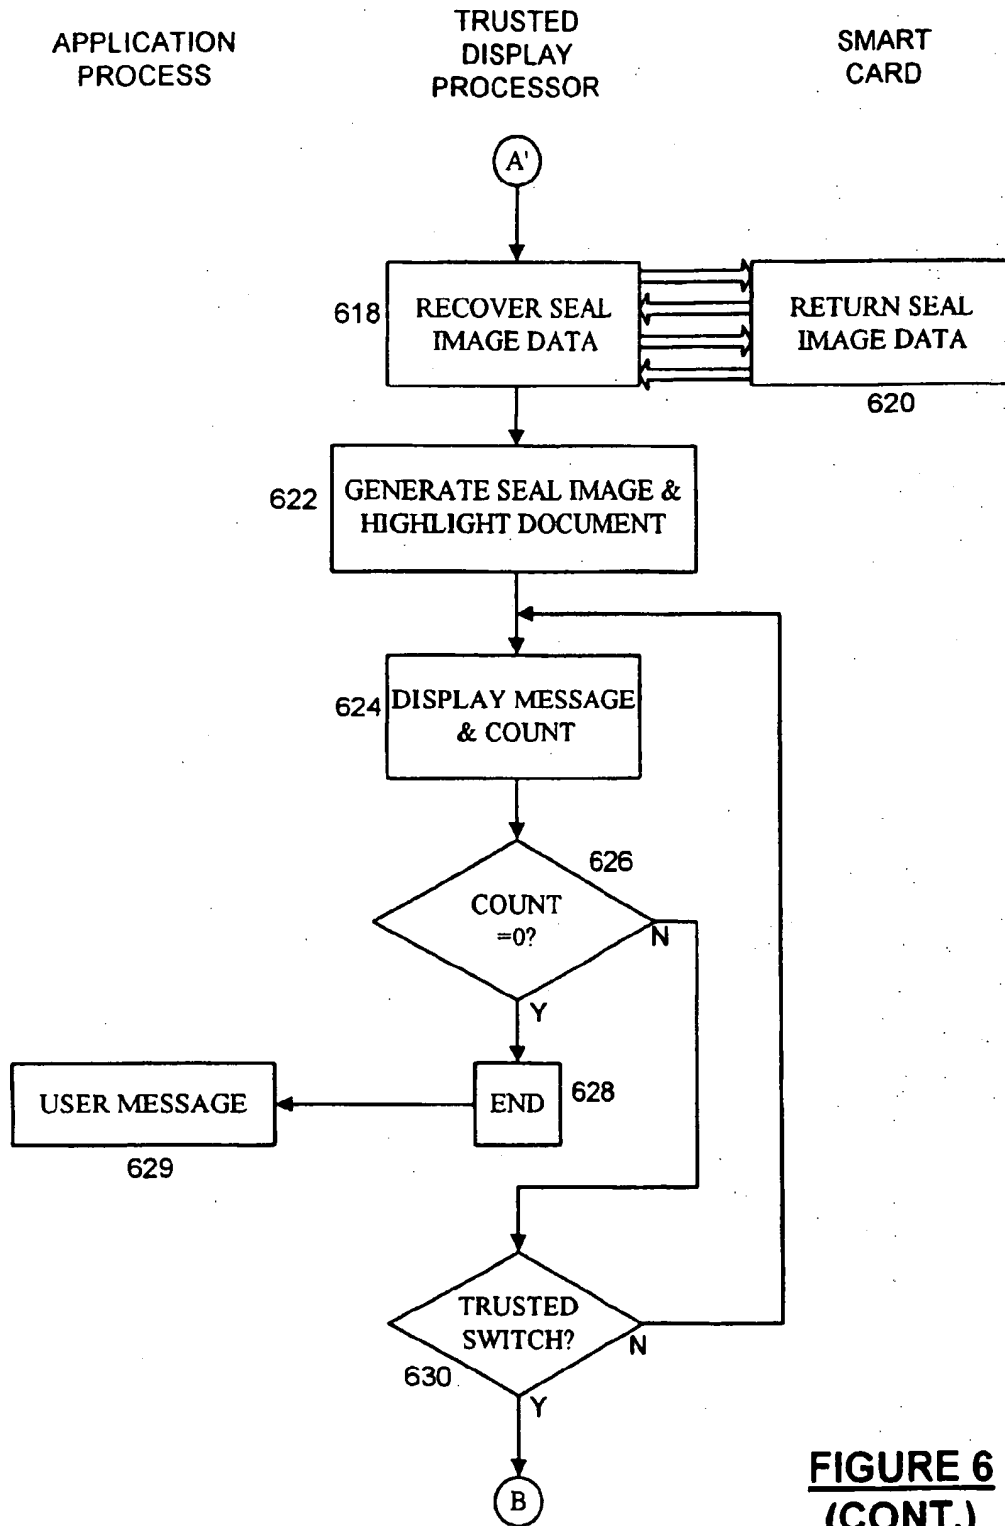 APPLICATION
PROCESS
TRUSTED
DISPLAY
PROCESSOR
SMART
CARD
A'
618
RECOVER SEAL
IMAGE DATA
RETURN SEAL
IMAGE DATA
620
622
GENERATE SEAL IMAGE &
HIGHLIGHT DOCUMENT
624
DISPLAY MESSAGE
& COUNT
626
COUNT
=0?
N
Y
USER MESSAGE
629
END
628
TRUSTED
SWITCH?
N
630
Y
B
FIGURE 6
(CONT.)